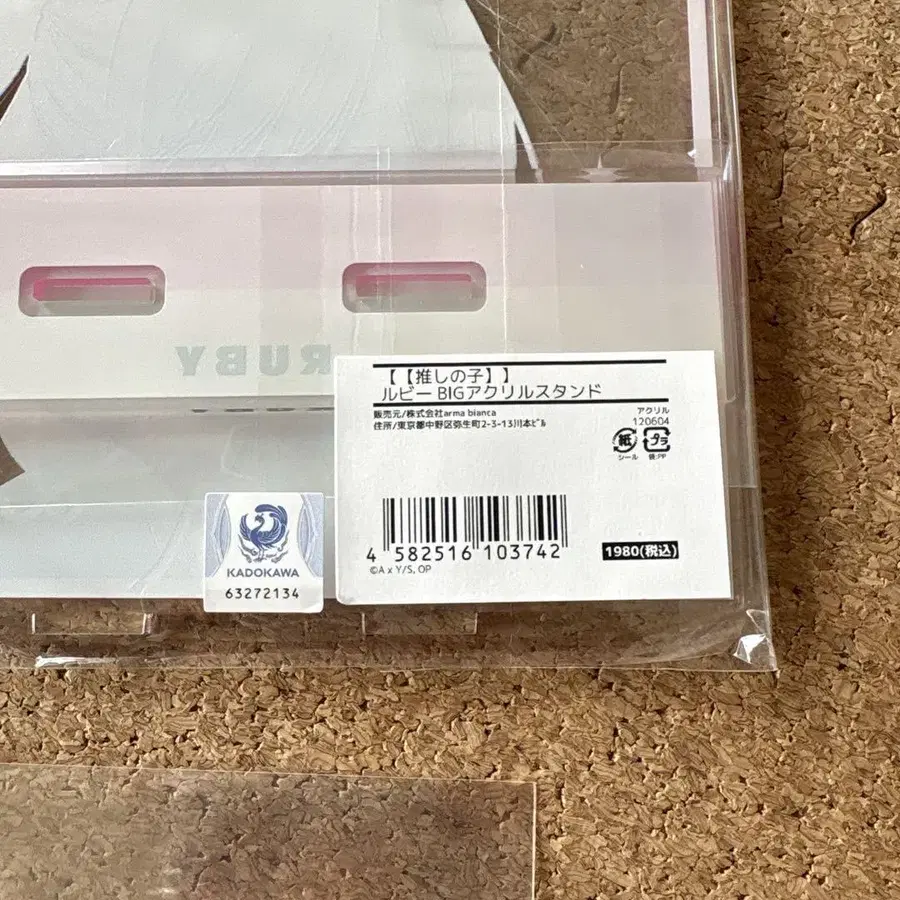 RUBY
【【推しの子】】
ルビー BIGアクリルスタンド
販売元/株式会社arma bianca
住所/東京都中野区弥生町2-3-13川本ビル
アクリル
120604
紙 プラ
シール 袋:PP
4 582516 103742
1980(税込)
©A x Y/S, OP
KADOKAWA
63272134